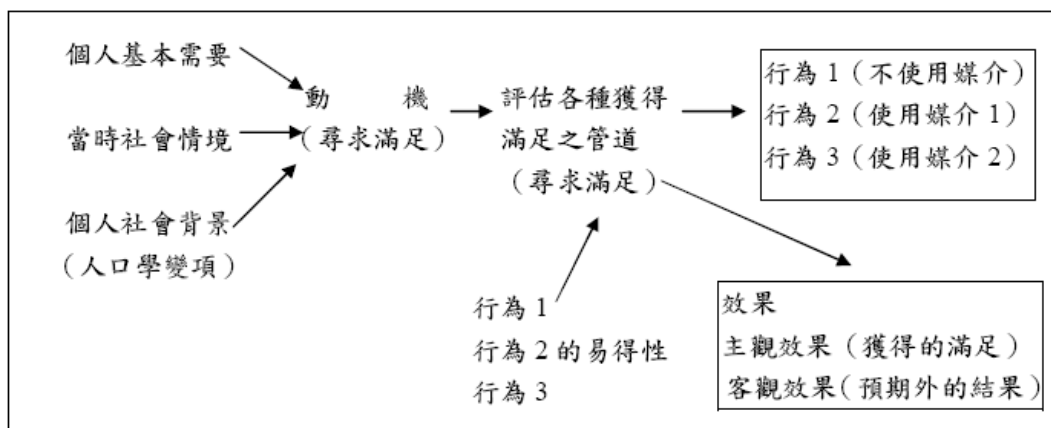 個人基本需要
當時社會情境
個人社會背景
（人口學變項）
動 機
（尋求滿足）
評估各種獲得
滿足之管道
（尋求滿足）
行為 1（不使用媒介）
行為 2（使用媒介 1）
行為 3（使用媒介 2）
行為 1
行為 2 的易得性
行為 3
效果
主觀效果（獲得的滿足）
客觀效果(預期外的結果)